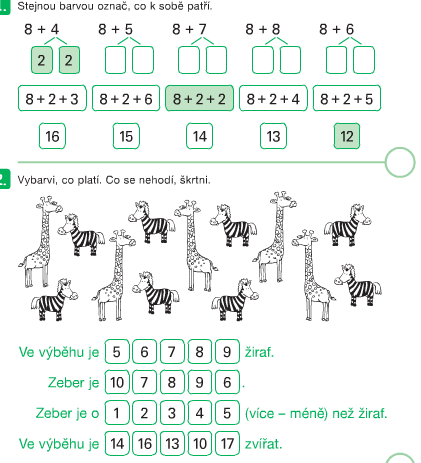 1. Stejnou barvou označ, co k sobě patří.
8 + 4 8 + 5 8 + 7 8 + 8 8 + 6
2 2
8 + 2 + 3 8 + 2 + 6 8 + 2 + 2 8 + 2 + 4 8 + 2 + 5
16 15 14 13 12
2. Vybarvi, co platí. Co se nehodí, škrtni.
Ve výběhu je 5 6 7 8 9 žiraf.
Zeber je 10 7 8 9 6 .
Zeber je o 1 2 3 4 5 (více – méně) než žiraf.
Ve výběhu je 14 16 13 10 17 zvířat.